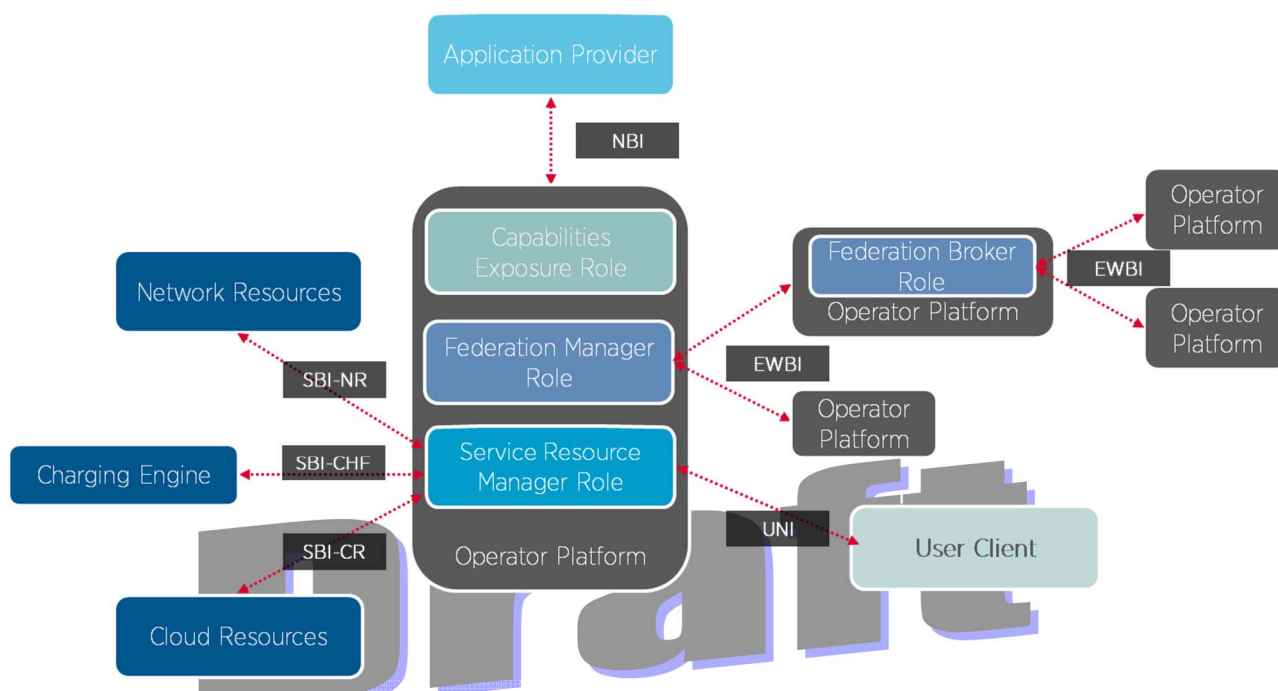 Application Provider
NBI
Capabilities
Exposure Role
Federation Manager
Role
Service Resource
Manager Role
Operator Platform
Network Resources
SBI-NR
Charging Engine
SBI-CHF
SBI-CR
Cloud Resources
Federation Broker
Role
Operator Platform
EWBI
Operator
Platform
EWBI
Operator
Platform
Operator
Platform
UNI
User Client
Draft